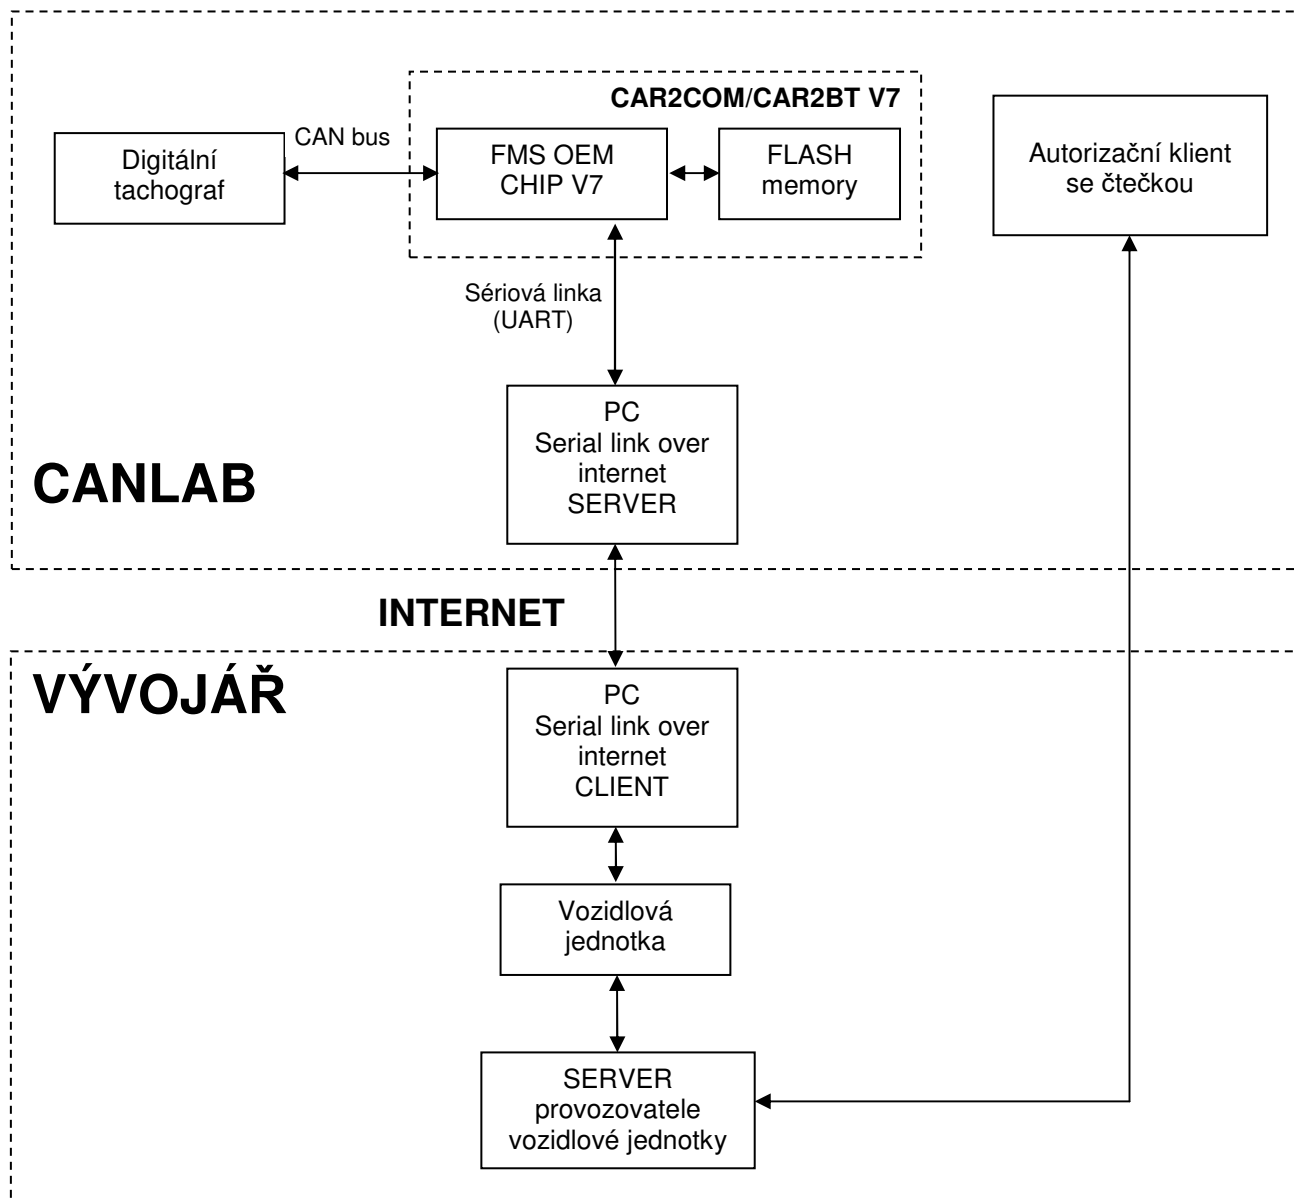 CAR2COM/CAR2BT V7
Digitální
tachograf
CAN bus
FMS OEM
CHIP V7
FLASH
memory
Autorizační klient
se čtečkou
Sériová linka
(UART)
PC
Serial link over
internet
SERVER
CANLAB
INTERNET
VÝVOJÁŘ
PC
Serial link over
internet
CLIENT
Vozidlová
jednotka
SERVER
provozovatele
vozidlové jednotky